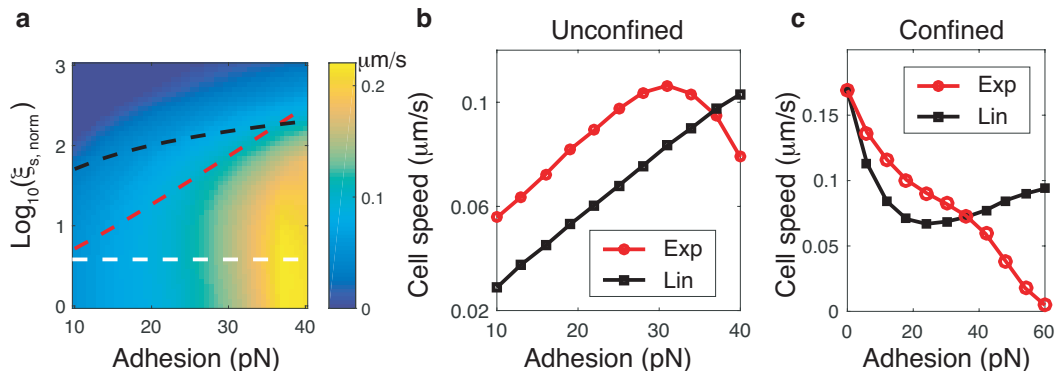 a
Log10(ξs, norm)
3
2
1
0
10
20
30
40
Adhesion (pN)
μm/s
0.2
0.1
0
b
Unconfined
Cell speed (μm/s)
0.1
0.06
0.02
Exp
Lin
10
20
30
40
Adhesion (pN)
c
Confined
Cell speed (μm/s)
0.15
0.1
0.05
0
Exp
Lin
0
20
40
60
Adhesion (pN)